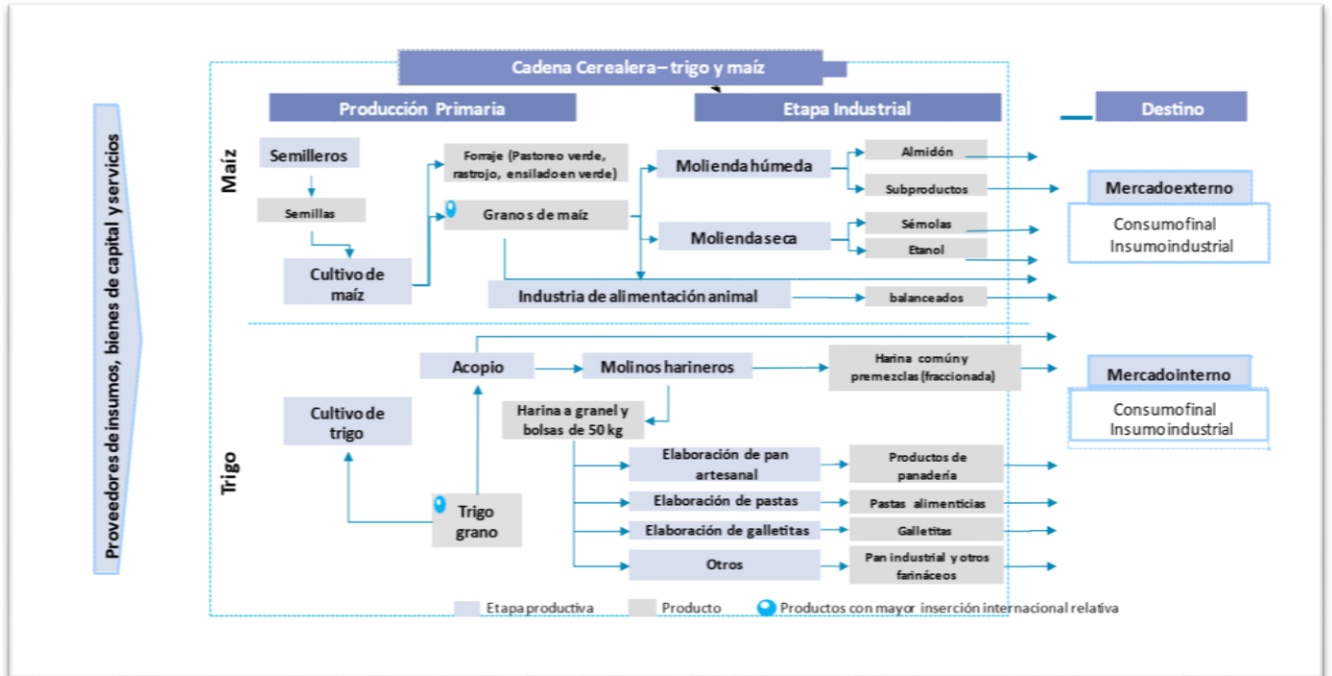 Cadena Cerealera – trigo y maíz
Producción Primaria
Etapa Industrial
Destino
Proveedores de insumos, bienes de capital y servicios
Maíz
Semilleros
Semillas
Cultivo de
maíz
Forraje (Pastoreo verde,
rastrojo, ensilado en verde)
Granos de maíz
Molienda húmeda
Molienda seca
Industria de alimentación animal
Almidón
Subproductos
Sémolas
Etanol
balanceados
Mercado externo
Consumo final
Insumo industrial
Trigo
Cultivo de
trigo
Trigo
grano
Acopio
Molinos harineros
Harina a granel y
bolsas de 50 kg
Harina común y
premezclas (fraccionada)
Elaboración de pan
artesanal
Elaboración de pastas
Elaboración de galletitas
Otros
Productos de
panadería
Pastas alimenticias
Galletitas
Pan industrial y otros
farináceos
Mercado interno
Consumo final
Insumo industrial
Etapa productiva
Producto
Productos con mayor inserción internacional relativa